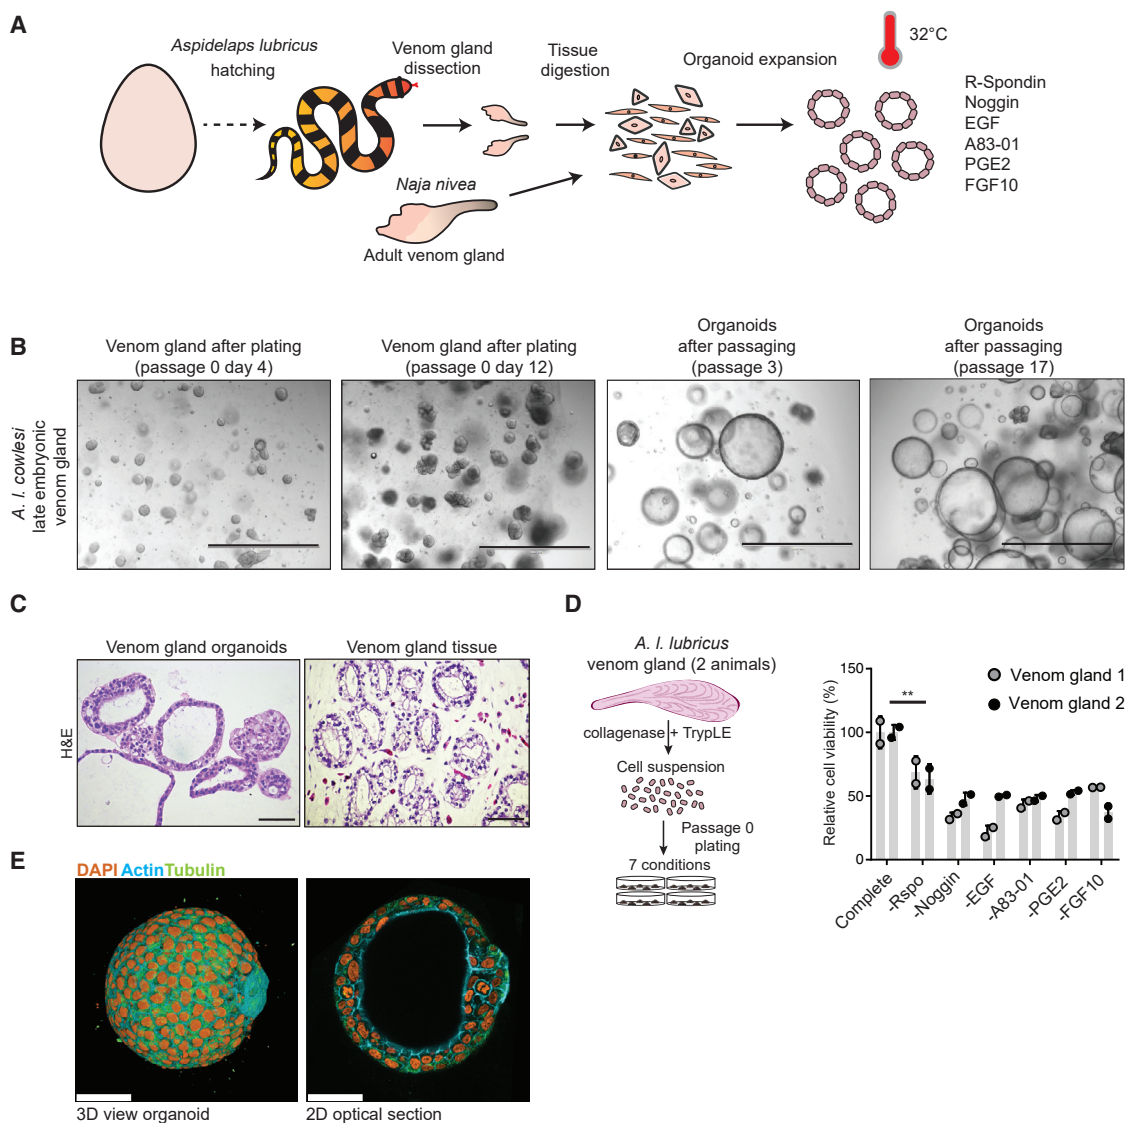 A
Aspidelaps lubricus
hatching
Venom gland
dissection
Tissue
digestion
Organoid expansion
32°C
R-Spondin
Noggin
EGF
A83-01
PGE2
FGF10
Naja nivea
Adult venom gland
B
Venom gland after plating
(passage 0 day 4)
Venom gland after plating
(passage 0 day 12)
Organoids
after passaging
(passage 3)
Organoids
after passaging
(passage 17)
A. l. cowlesi
late embryonic
venom gland
C
Venom gland organoids
Venom gland tissue
H&E
D
A. l. lubricus
venom gland (2 animals)
collagenase + TrypLE
Cell suspension
Passage 0
plating
7 conditions
Relative cell viability (%)
150
100
50
0
**
Venom gland 1
Venom gland 2
Complete
-Rspo
-Noggin
-EGF
-A83-01
-PGE2
-FGF10
E
DAPI Actin Tubulin
3D view organoid
2D optical section